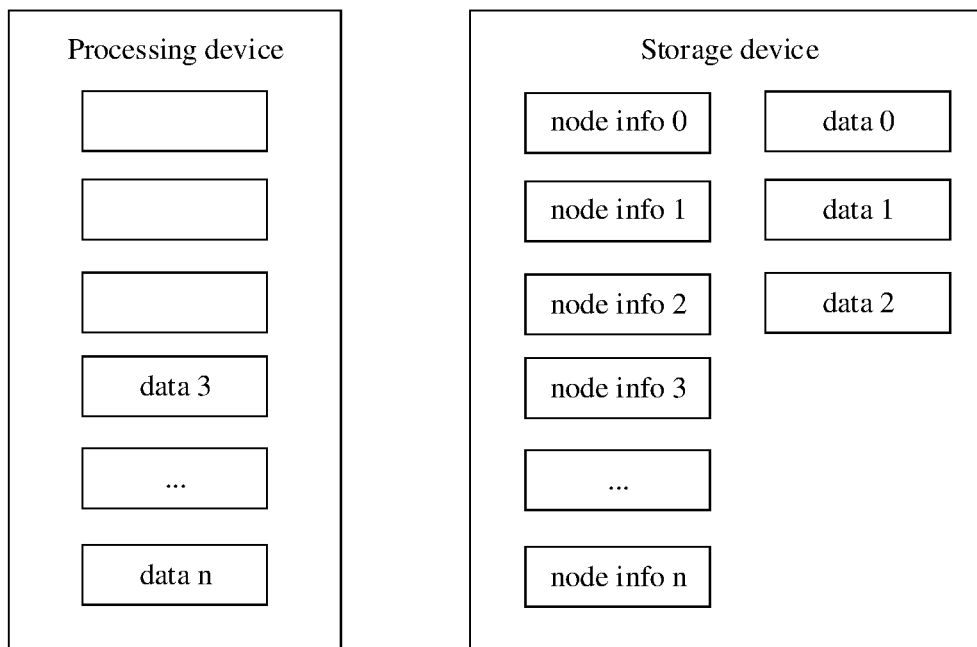 Processing device
data 3
...
data n
Storage device
node info 0
data 0
node info 1
data 1
node info 2
data 2
node info 3
...
node info n